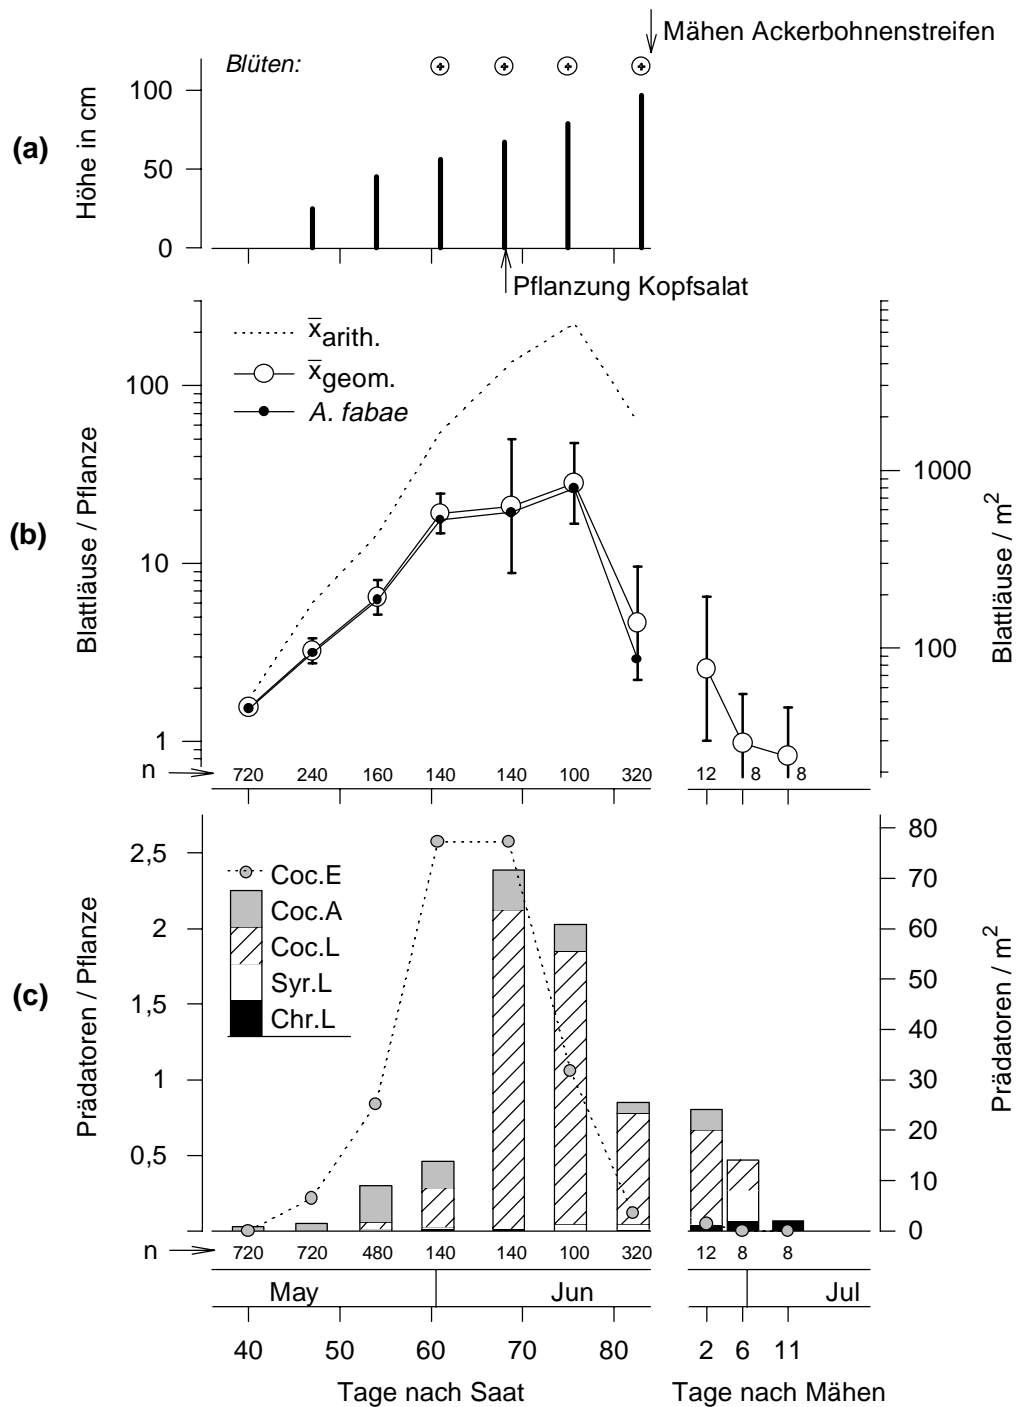 Mähen Ackerbohnenstreifen
Blüten:
(a)
Höhe in cm
100
50
0
Pflanzung Kopfsalat
(b)
Blattläuse / Pflanze
100
10
1
x̅arith.
x̅geom.
A. fabae
1000
100
Blattläuse / m²
n
720 240 160 140 140 100 320 12 8 8
(c)
Prädatoren / Pflanze
2,5
2
1,5
1
0,5
Coc.E
Coc.A
Coc.L
Syr.L
Chr.L
80
70
60
50
40
30
20
10
0
Prädatoren / m²
n
720 720 480 140 140 100 320 12 8 8
May Jun Jul
40 50 60 70 80 2 6 11
Tage nach Saat Tage nach Mähen